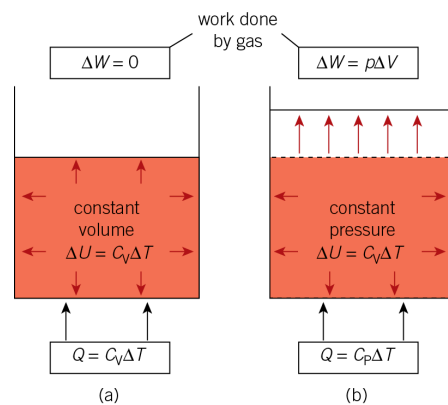 work done
by gas
ΔW = 0
ΔW = pΔV
constant
volume
ΔU = C_VΔT
constant
pressure
ΔU = C_VΔT
Q = C_VΔT
Q = C_PΔT
(a)
(b)